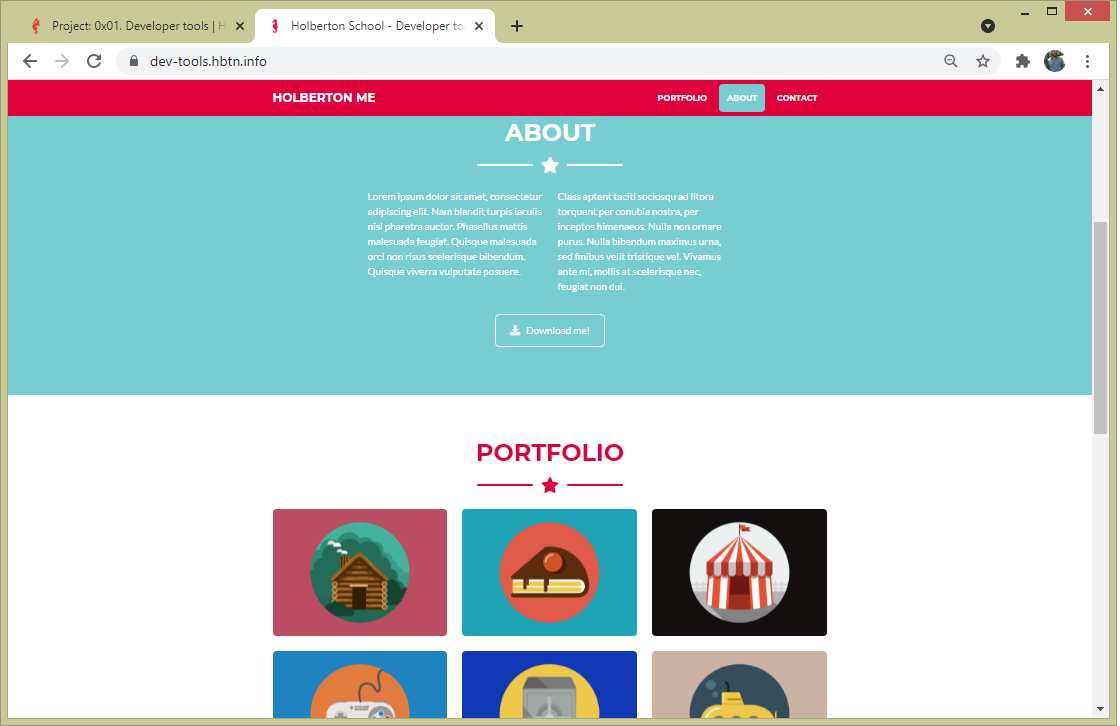 Project: 0x01. Developer tools | H
Holberton School - Developer to
dev-tools.hbtn.info
HOLBERTON ME
PORTFOLIO
ABOUT
CONTACT
ABOUT
Lorem ipsum dolor sit amet, consectetur
adipiscing elit. Nam blandit turpis iaculis
nisl pharetra auctor. Phasellus mattis
malesuada feugiat. Quisque malesuada
orci non risus scelerisque bibendum.
Quisque viverra vulputate posuere.
Class aptent taciti sociosqu ad litora
torquent per conubia nostra, per
inceptos himenaeos. Nulla non ornare
purus. Nulla bibendum maximus urna,
sed finibus velit tristique vel. Vivamus
ante mi, mollis at scelerisque nec,
feugiat non dui.
Download me!
PORTFOLIO